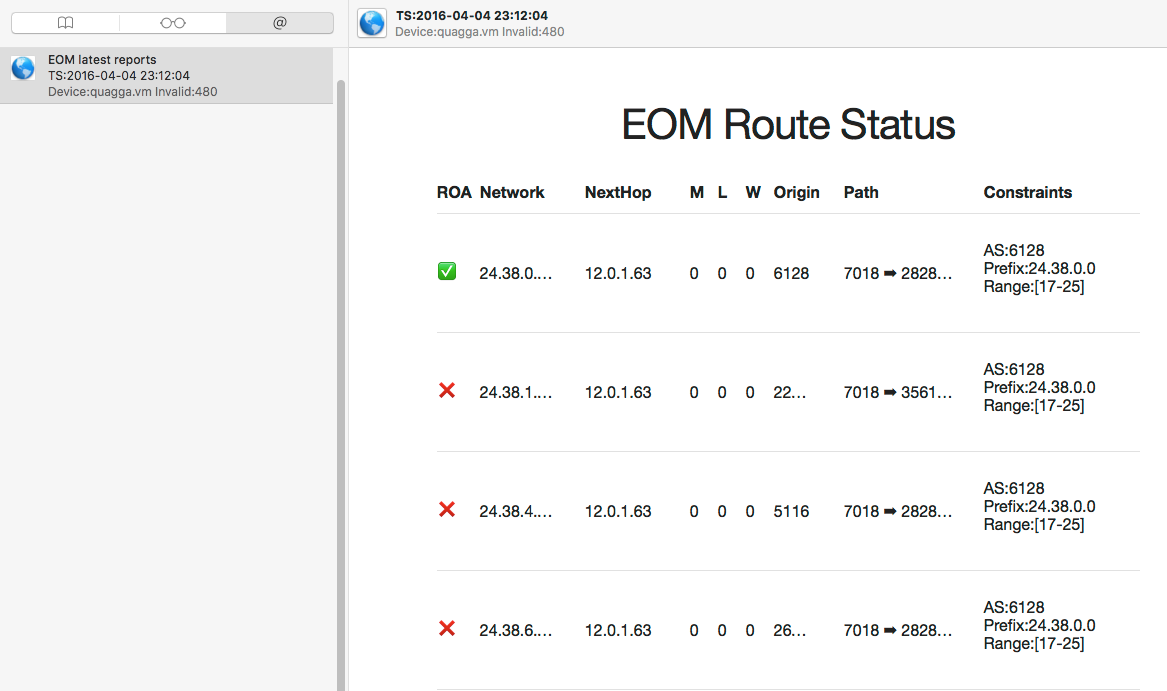 @
EOM latest reports
TS:2016-04-04 23:12:04
Device:quagga.vm Invalid:480
TS:2016-04-04 23:12:04
Device:quagga.vm Invalid:480
EOM Route Status
ROA Network NextHop M L W Origin Path Constraints
✅ 24.38.0.… 12.0.1.63 0 0 0 6128 7018 ➡ 2828… AS:6128
Prefix:24.38.0.0
Range:[17-25]
❌ 24.38.1.… 12.0.1.63 0 0 0 22… 7018 ➡ 3561… AS:6128
Prefix:24.38.0.0
Range:[17-25]
❌ 24.38.4.… 12.0.1.63 0 0 0 5116 7018 ➡ 2828… AS:6128
Prefix:24.38.0.0
Range:[17-25]
❌ 24.38.6.… 12.0.1.63 0 0 0 26… 7018 ➡ 2828… AS:6128
Prefix:24.38.0.0
Range:[17-25]